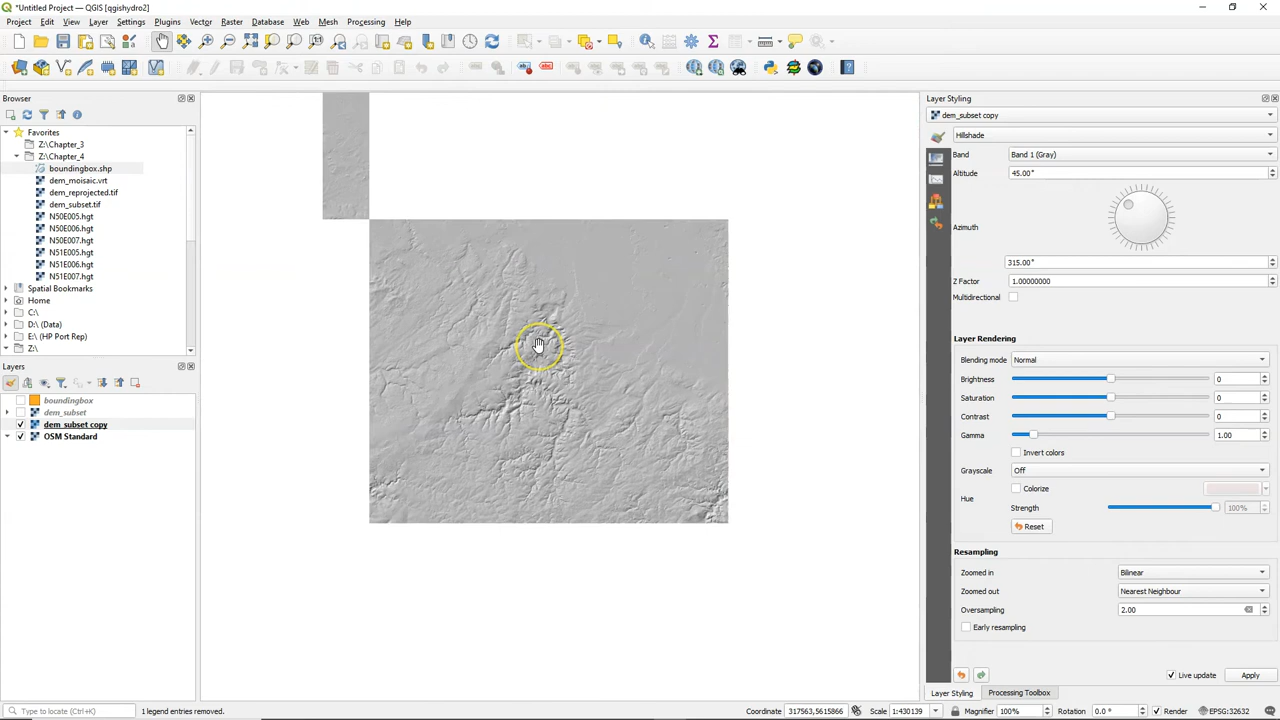 *Untitled Project — QGIS [qgishydro2]
Project Edit View Layer Settings Plugins Vector Raster Database Web Mesh Processing Help
Browser
Favorites
Z:\Chapter_3
Z:\Chapter_4
boundingbox.shp
dem_moisaic.vrt
dem_reprojected.tif
dem_subset.tif
N50E005.hgt
N50E006.hgt
N50E007.hgt
N51E005.hgt
N51E006.hgt
N51E007.hgt
Spatial Bookmarks
Home
C:\
D:\ (Data)
E:\ (HP Port Rep)
Z:\
Layers
boundingbox
dem_subset
dem_subset copy
OSM Standard
Layer Styling
dem_subset copy
Hillshade
Band Band 1 (Gray)
Altitude 45.00°
Azimuth
315.00°
Z Factor 1.00000000
Multidirectional
Layer Rendering
Blending mode Normal
Brightness 0
Saturation 0
Contrast 0
Gamma 1.00
Invert colors
Grayscale Off
Hue Colorize
Strength 100%
Reset
Resampling
Zoomed in Bilinear
Zoomed out Nearest Neighbour
Oversampling 2.00
Early resampling
Live update Apply
Layer Styling Processing Toolbox
Type to locate (Ctrl+K) 1 legend entries removed. Coordinate 317563,5615866 Scale 1:430139 Magnifier 100% Rotation 0.0 ° Render EPSG:32632